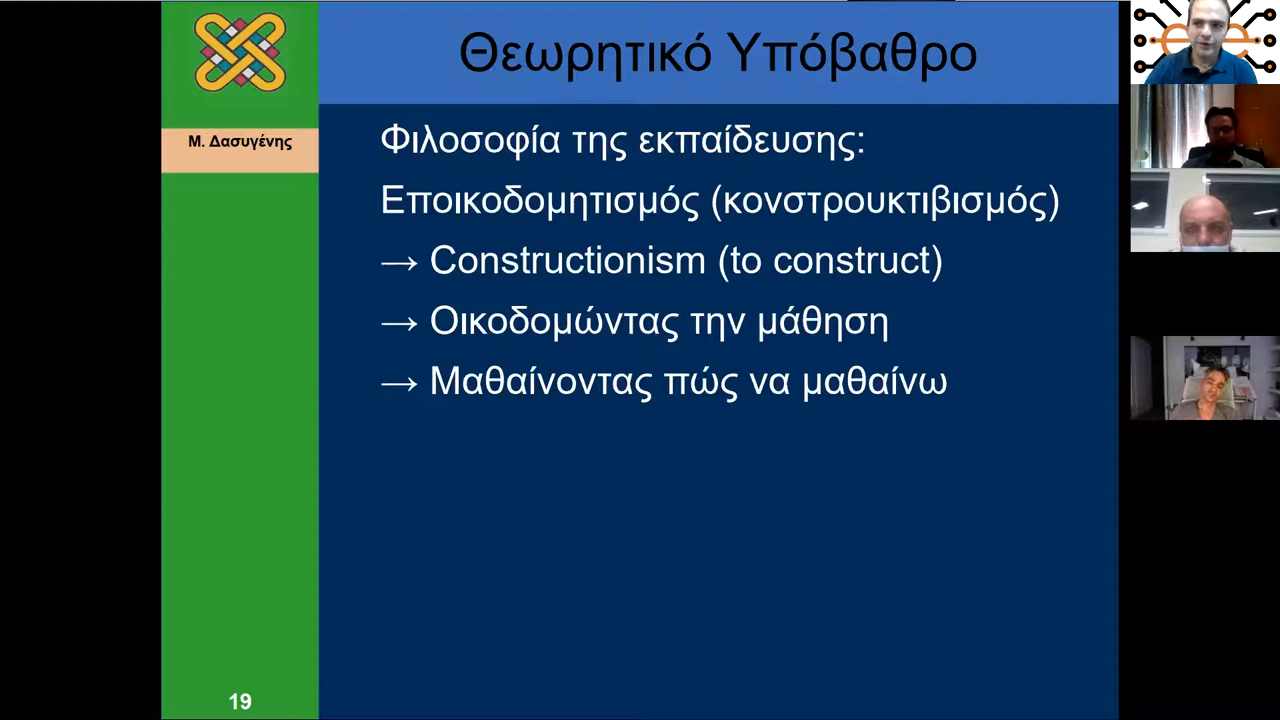 Θεωρητικό Υπόβαθρο
Μ. Δασυγένης
Φιλοσοφία της εκπαίδευσης:
Εποικοδομητισμός (κονστρουκτιβισμός)
→ Constructionism (to construct)
→ Οικοδομώντας την μάθηση
→ Μαθαίνοντας πώς να μαθαίνω
19